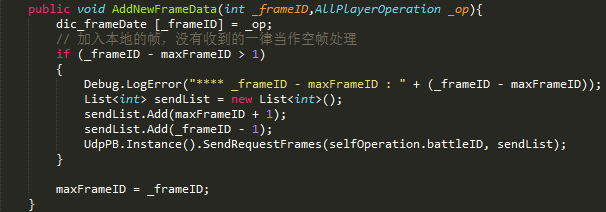 public void AddNewFrameData(int _frameID,AllPlayerOperation _op){
dic_frameDate [_frameID] = _op;
// 加入本地的帧，没有收到的一律当作空帧处理
if (_frameID - maxFrameID > 1)
{
Debug.LogError("**** _frameID - maxFrameID : " + (_frameID - maxFrameID));
List<int> sendList = new List<int>();
sendList.Add(maxFrameID + 1);
sendList.Add(_frameID - 1);
UdpPB.Instance().SendRequestFrames(selfOperation.battleID, sendList);
}
maxFrameID = _frameID;
}